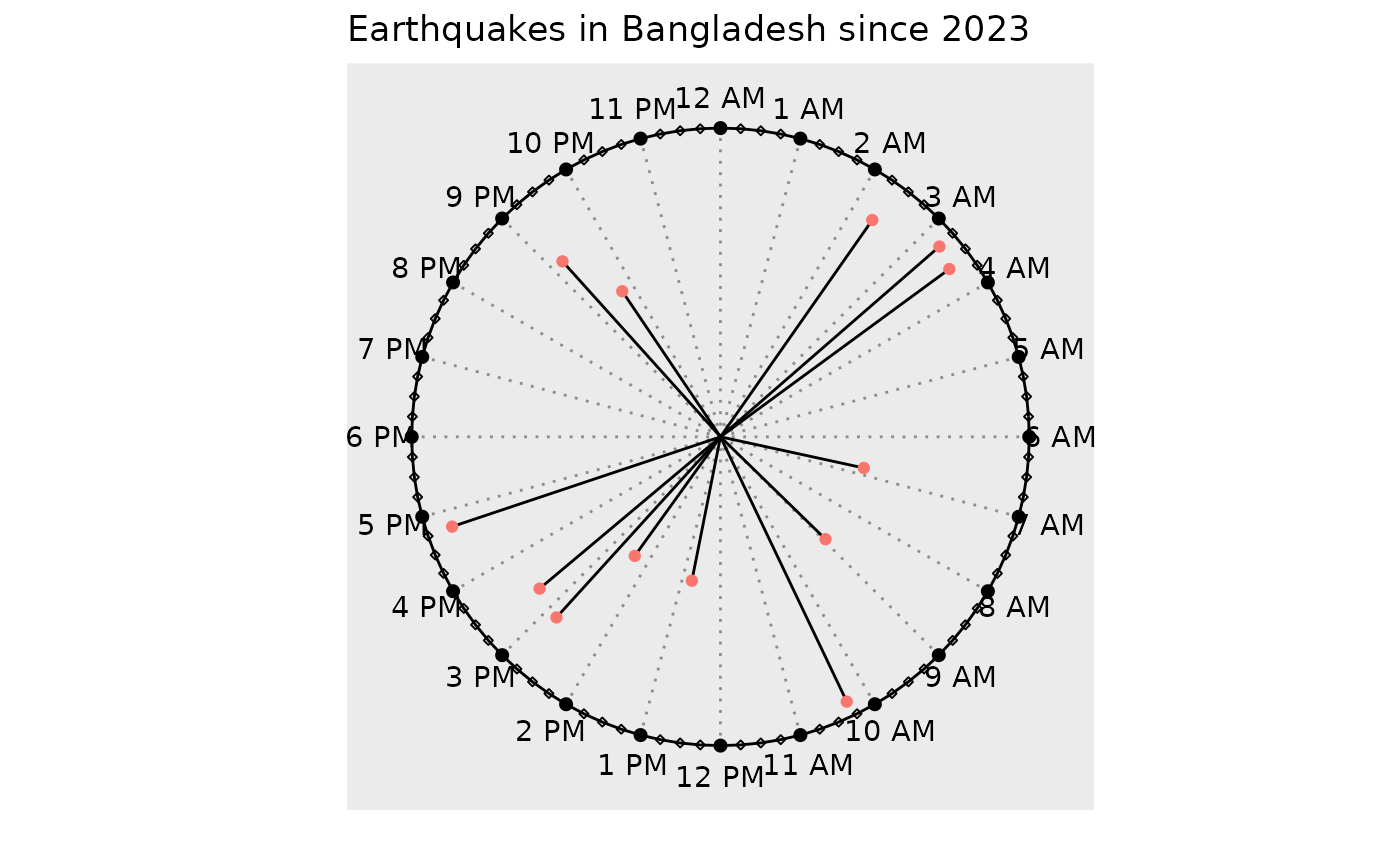 Earthquakes in Bangladesh since 2023
12 AM
1 AM
2 AM
3 AM
4 AM
5 AM
6 AM
7 AM
8 AM
9 AM
10 AM
11 AM
12 PM
1 PM
2 PM
3 PM
4 PM
5 PM
6 PM
7 PM
8 PM
9 PM
10 PM
11 PM